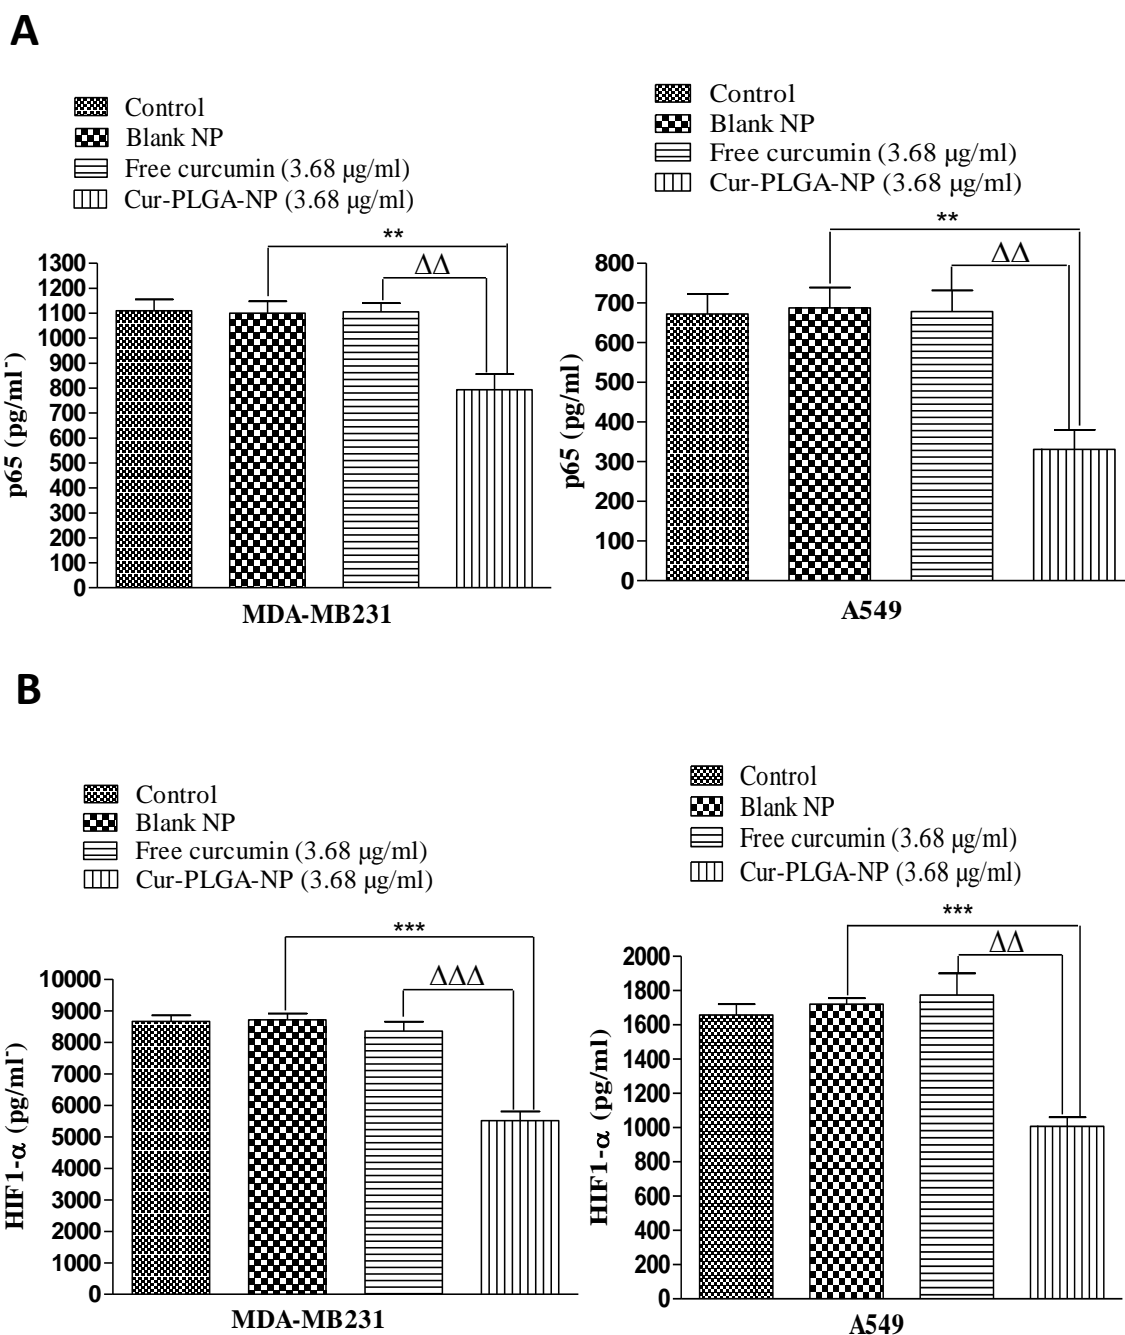 A
Control
Blank NP
Free curcumin (3.68 µg/ml)
Cur-PLGA-NP (3.68 µg/ml)
**
ΔΔ
1300
1200
1100
1000
900
800
700
600
500
400
300
200
100
0
p65 (pg/ml⁻)
MDA-MB231
Control
Blank NP
Free curcumin (3.68 µg/ml)
Cur-PLGA-NP (3.68 µg/ml)
**
ΔΔ
800
700
600
500
400
300
200
100
0
p65 (pg/ml)
A549
B
Control
Blank NP
Free curcumin (3.68 µg/ml)
Cur-PLGA-NP (3.68 µg/ml)
***
ΔΔΔ
10000
9000
8000
7000
6000
5000
4000
3000
2000
1000
0
HIF1-α (pg/ml⁻)
MDA-MB231
Control
Blank NP
Free curcumin (3.68 µg/ml)
Cur-PLGA-NP (3.68 µg/ml)
***
ΔΔ
2000
1800
1600
1400
1200
1000
800
600
400
200
0
HIF1-α (pg/ml)
A549